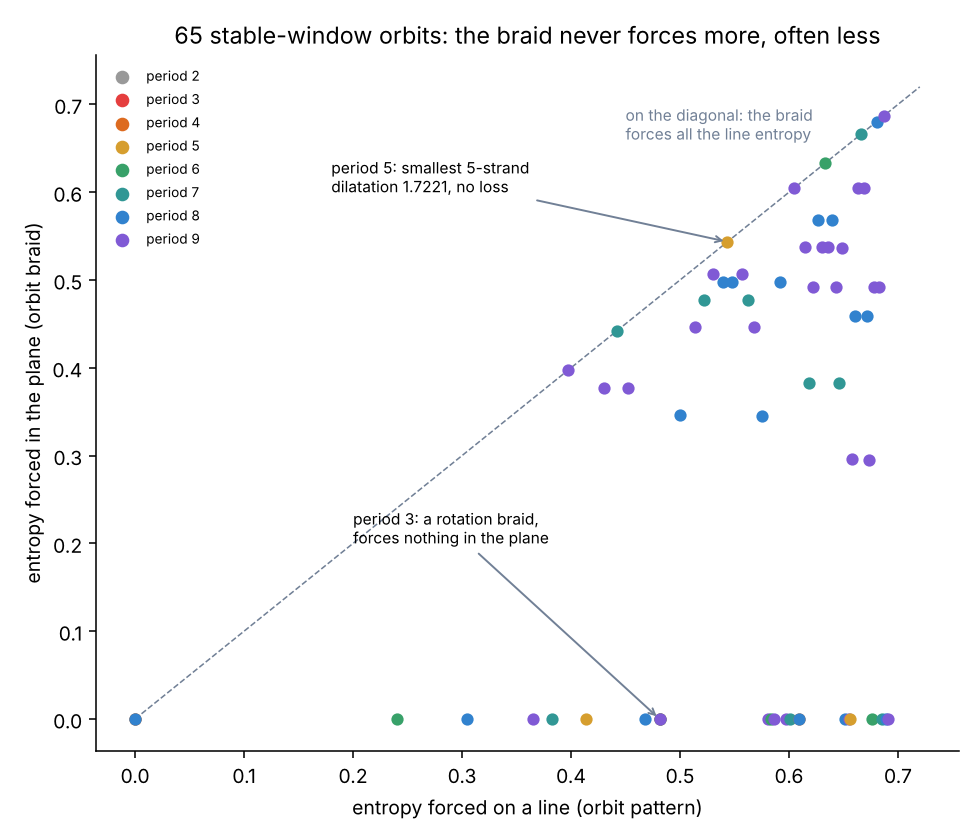 65 stable-window orbits: the braid never forces more, often less
period 2
period 3
period 4
period 5
period 6
period 7
period 8
period 9
on the diagonal: the braid
forces all the line entropy
period 5: smallest 5-strand
dilatation 1.7221, no loss
period 3: a rotation braid,
forces nothing in the plane
entropy forced in the plane (orbit braid)
0.7
0.6
0.5
0.4
0.3
0.2
0.1
0.0
0.0 0.1 0.2 0.3 0.4 0.5 0.6 0.7
entropy forced on a line (orbit pattern)